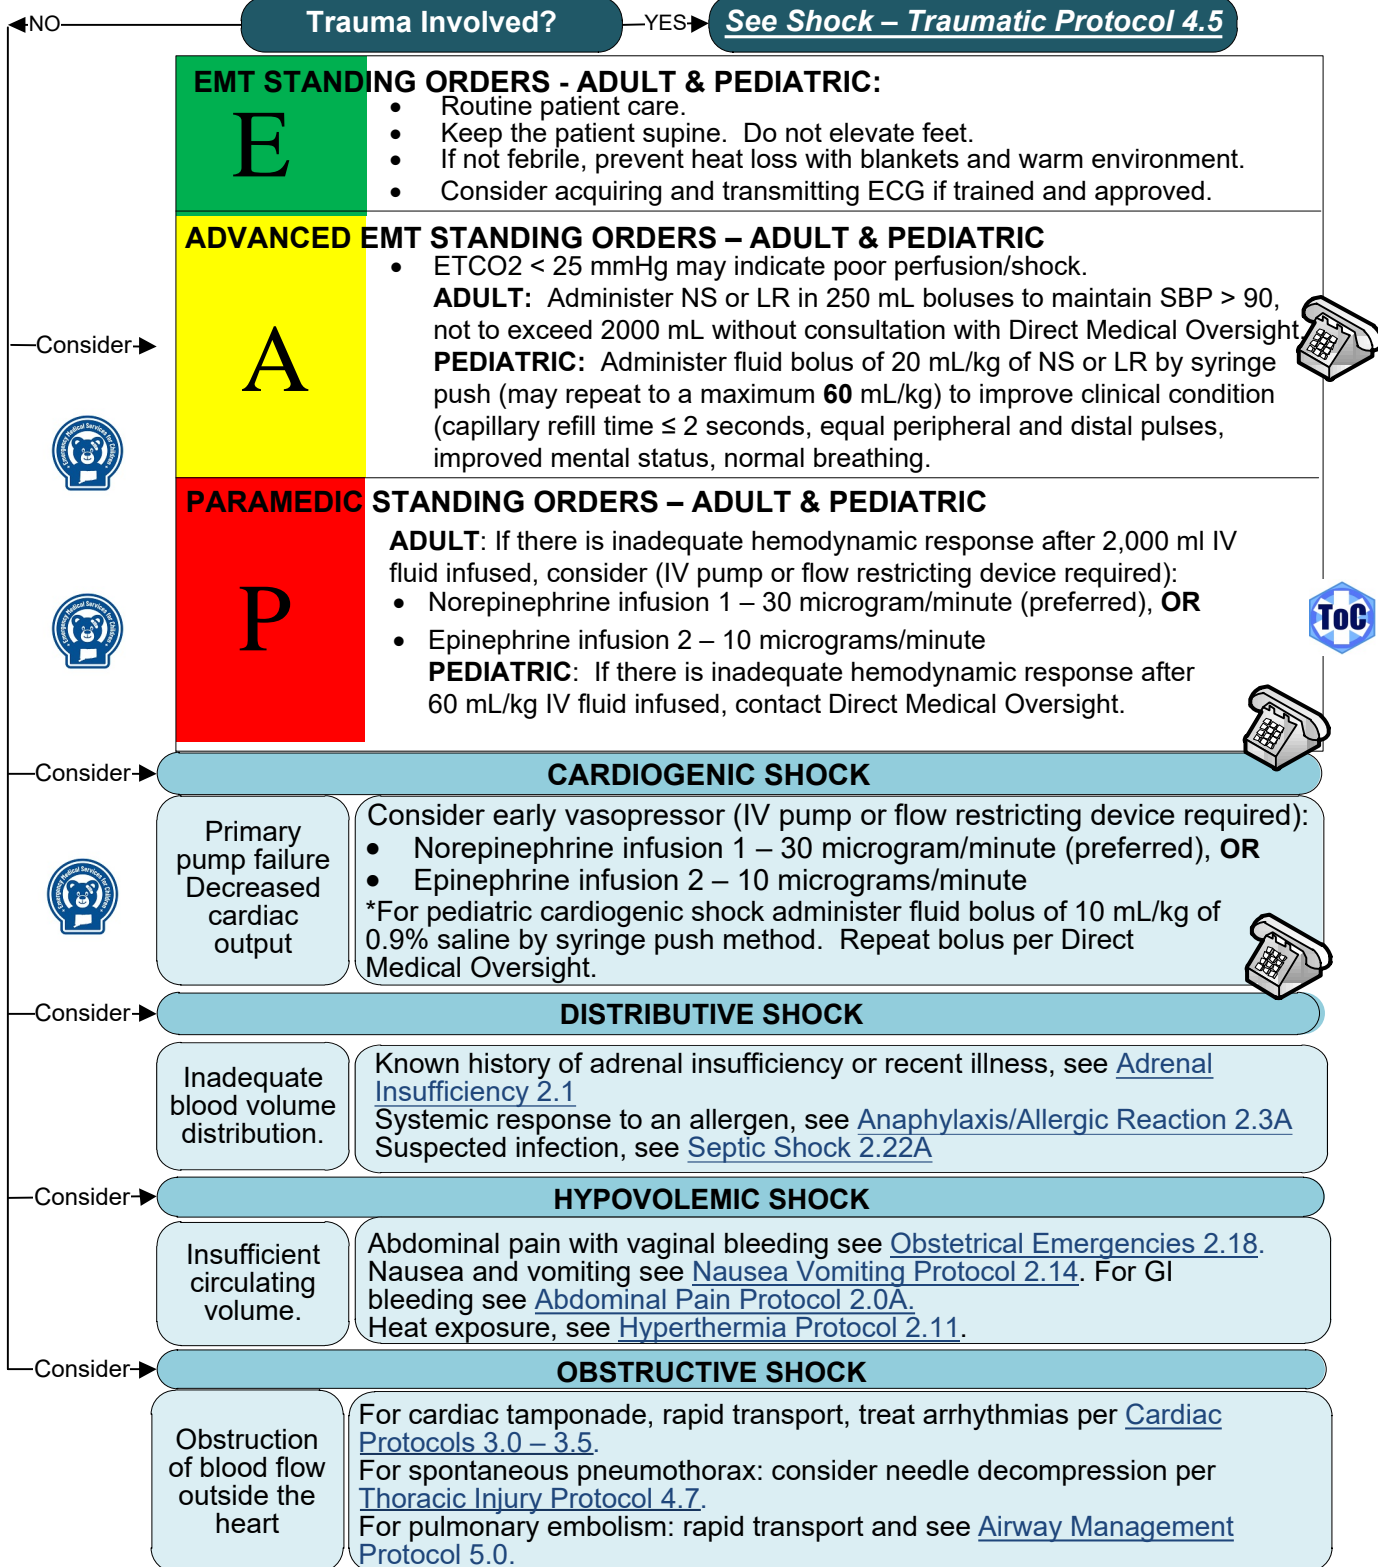 NO
Trauma Involved?
YES
See Shock – Traumatic Protocol 4.5
EMT STANDING ORDERS - ADULT & PEDIATRIC:
E
• Routine patient care.
• Keep the patient supine. Do not elevate feet.
• If not febrile, prevent heat loss with blankets and warm environment.
• Consider acquiring and transmitting ECG if trained and approved.
ADVANCED EMT STANDING ORDERS – ADULT & PEDIATRIC
Consider
A
• ETCO2 < 25 mmHg may indicate poor perfusion/shock.
ADULT: Administer NS or LR in 250 mL boluses to maintain SBP > 90,
not to exceed 2000 mL without consultation with Direct Medical Oversight.
PEDIATRIC: Administer fluid bolus of 20 mL/kg of NS or LR by syringe
push (may repeat to a maximum 60 mL/kg) to improve clinical condition
(capillary refill time ≤ 2 seconds, equal peripheral and distal pulses,
improved mental status, normal breathing.
Emergency Medical Services for Children
PARAMEDIC STANDING ORDERS – ADULT & PEDIATRIC
P
ADULT: If there is inadequate hemodynamic response after 2,000 ml IV
fluid infused, consider (IV pump or flow restricting device required):
• Norepinephrine infusion 1 – 30 microgram/minute (preferred), OR
• Epinephrine infusion 2 – 10 micrograms/minute
PEDIATRIC: If there is inadequate hemodynamic response after
60 mL/kg IV fluid infused, contact Direct Medical Oversight.
Emergency Medical Services for Children
ToC
Consider
CARDIOGENIC SHOCK
Primary
pump failure
Decreased
cardiac
output
Consider early vasopressor (IV pump or flow restricting device required):
• Norepinephrine infusion 1 – 30 microgram/minute (preferred), OR
• Epinephrine infusion 2 – 10 micrograms/minute
*For pediatric cardiogenic shock administer fluid bolus of 10 mL/kg of
0.9% saline by syringe push method. Repeat bolus per Direct
Medical Oversight.
Emergency Medical Services for Children
Consider
DISTRIBUTIVE SHOCK
Inadequate
blood volume
distribution.
Known history of adrenal insufficiency or recent illness, see Adrenal
Insufficiency 2.1
Systemic response to an allergen, see Anaphylaxis/Allergic Reaction 2.3A
Suspected infection, see Septic Shock 2.22A
Consider
HYPOVOLEMIC SHOCK
Insufficient
circulating
volume.
Abdominal pain with vaginal bleeding see Obstetrical Emergencies 2.18.
Nausea and vomiting see Nausea Vomiting Protocol 2.14. For GI
bleeding see Abdominal Pain Protocol 2.0A.
Heat exposure, see Hyperthermia Protocol 2.11.
Consider
OBSTRUCTIVE SHOCK
Obstruction
of blood flow
outside the
heart
For cardiac tamponade, rapid transport, treat arrhythmias per Cardiac
Protocols 3.0 – 3.5.
For spontaneous pneumothorax: consider needle decompression per
Thoracic Injury Protocol 4.7.
For pulmonary embolism: rapid transport and see Airway Management
Protocol 5.0.